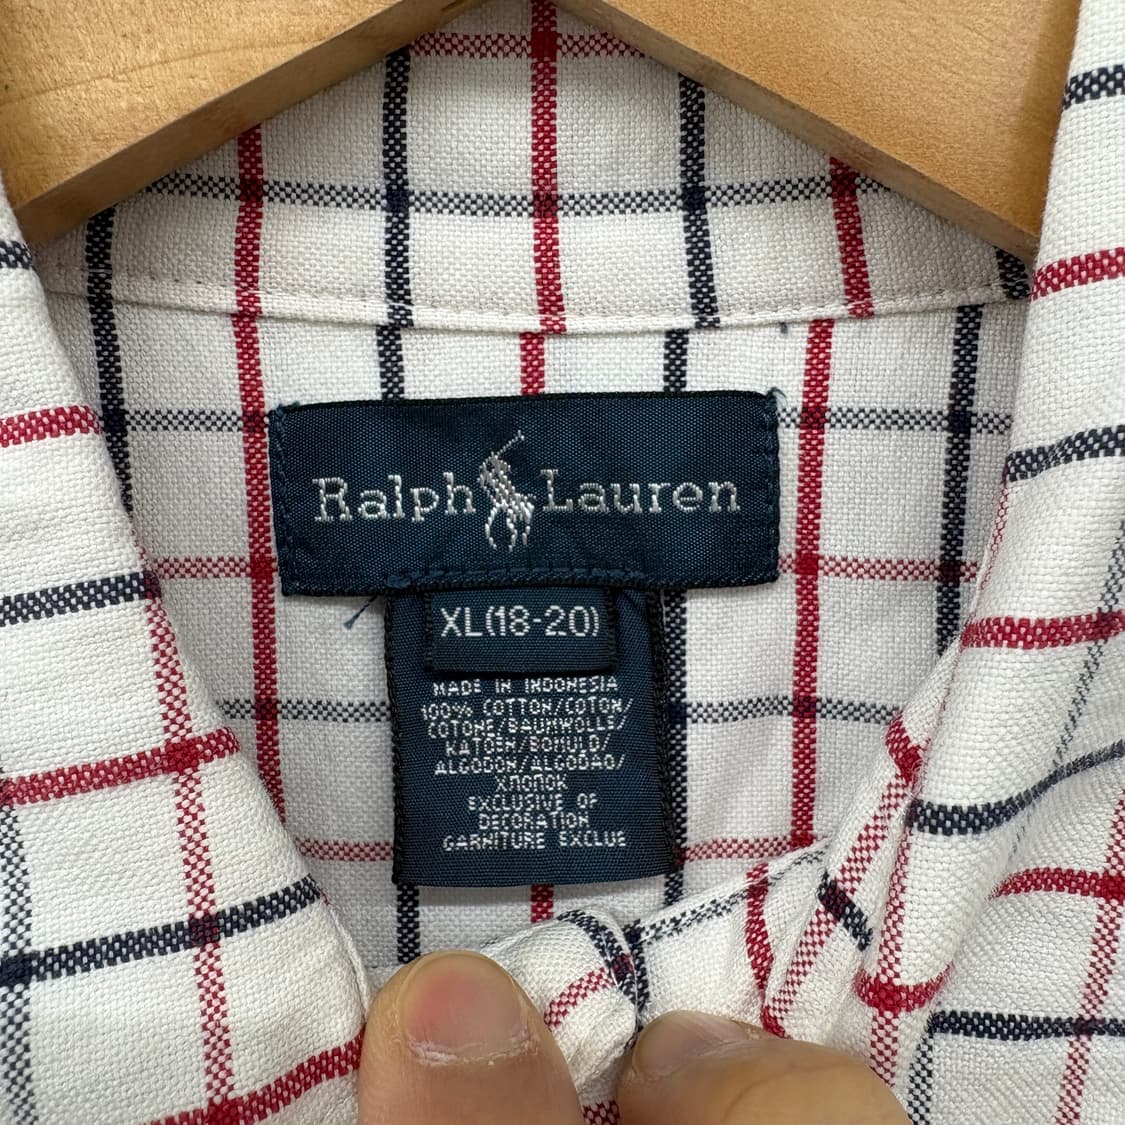 Ralph Lauren
XL(18-20)
MADE IN INDONESIA
100% COTTON/COTON/
COTONE/BAUMWOLLE/
KATOEN/BOMULD/
ALGODON/ALGODAO/
ХЛОПОК
EXCLUSIVE OF
DECORATION
GARNITURE EXCLUE